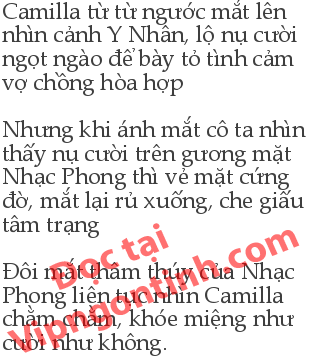 Camilla từ từ ngước mắt lên
nhìn cảnh Y Nhân, lộ nụ cười
ngọt ngào để bày tỏ tình cảm
vợ chồng hòa hợp
Nhưng khi ánh mắt cô ta nhìn
thấy nụ cười trên gương mặt
Nhạc Phong thì vẻ mặt cứng
đờ, mắt lại rủ xuống, che giấu
tâm trạng
Đôi mắt thâm thúy của Nhạc
Phong liên tục nhìn Camilla
chằm chằm, khóe miệng như
cười như không.
Đọc tại
Vipngontinh.com